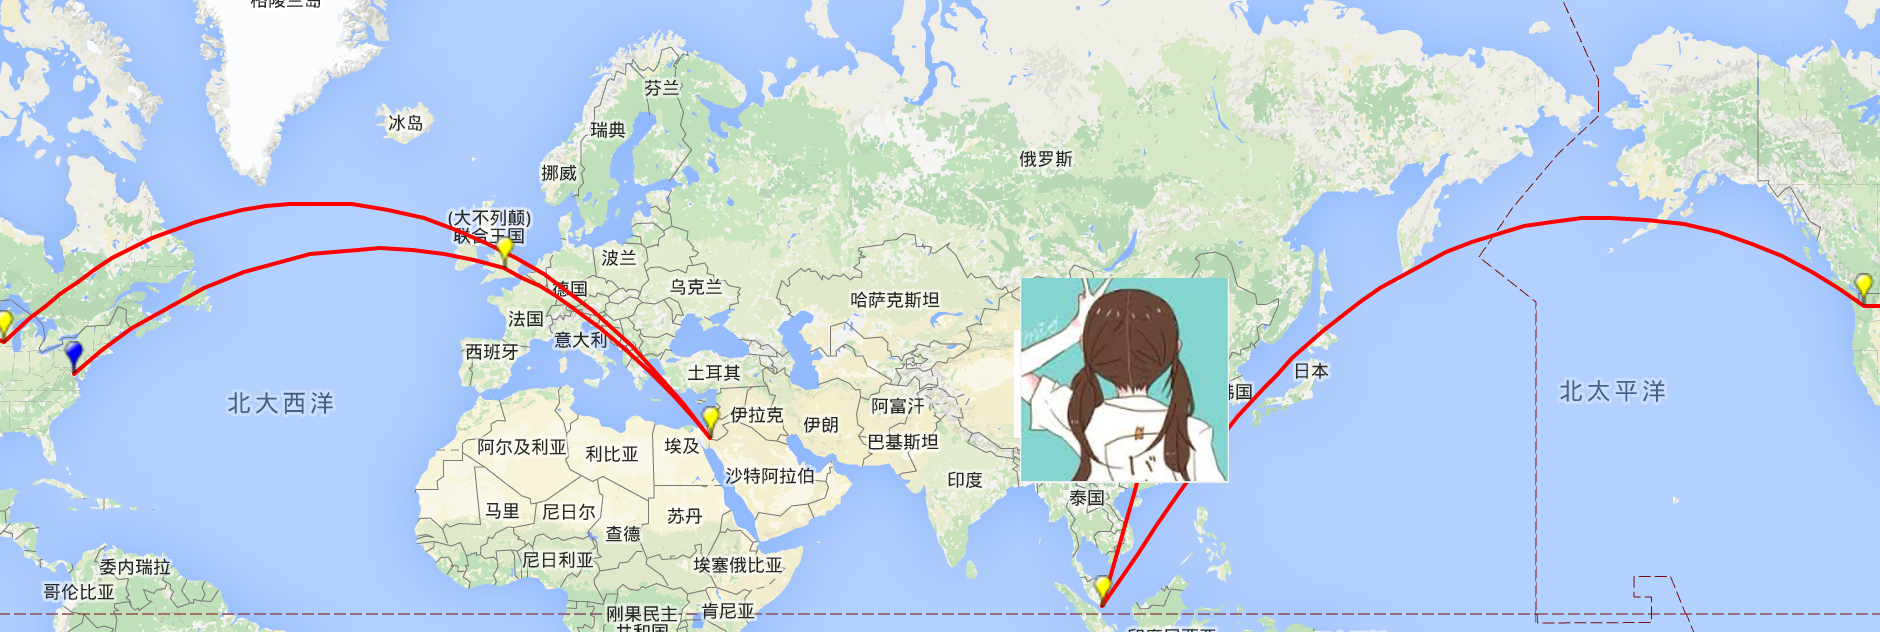 格陵兰岛
芬兰
冰岛
瑞典
俄罗斯
挪威
(大不列颠)
联合王国
波兰
德国
乌克兰
哈萨克斯坦
法国
意大利
西班牙
土耳其
日本
韩国
北大西洋
北太平洋
伊拉克
阿富汗
伊朗
阿尔及利亚
利比亚
埃及
巴基斯坦
沙特阿拉伯
印度
泰国
马里
尼日尔
苏丹
查德
尼日利亚
埃塞俄比亚
委内瑞拉
哥伦比亚
刚果民主
共和国
肯尼亚
印度尼西亚